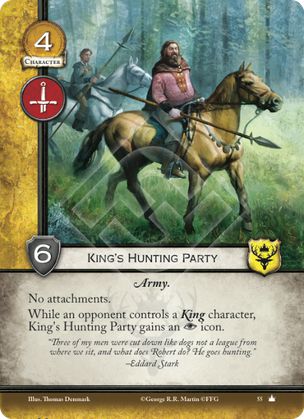 4
CHARACTER
6
KING'S HUNTING PARTY
Army.
No attachments.
While an opponent controls a King character,
King's Hunting Party gains an icon.
"Three of my men were cut down like dogs not a league from
where we sit, and what does Robert do? He goes hunting."
–Eddard Stark
Illus. Thomas Denmark
©George R.R. Martin ©FFG
55